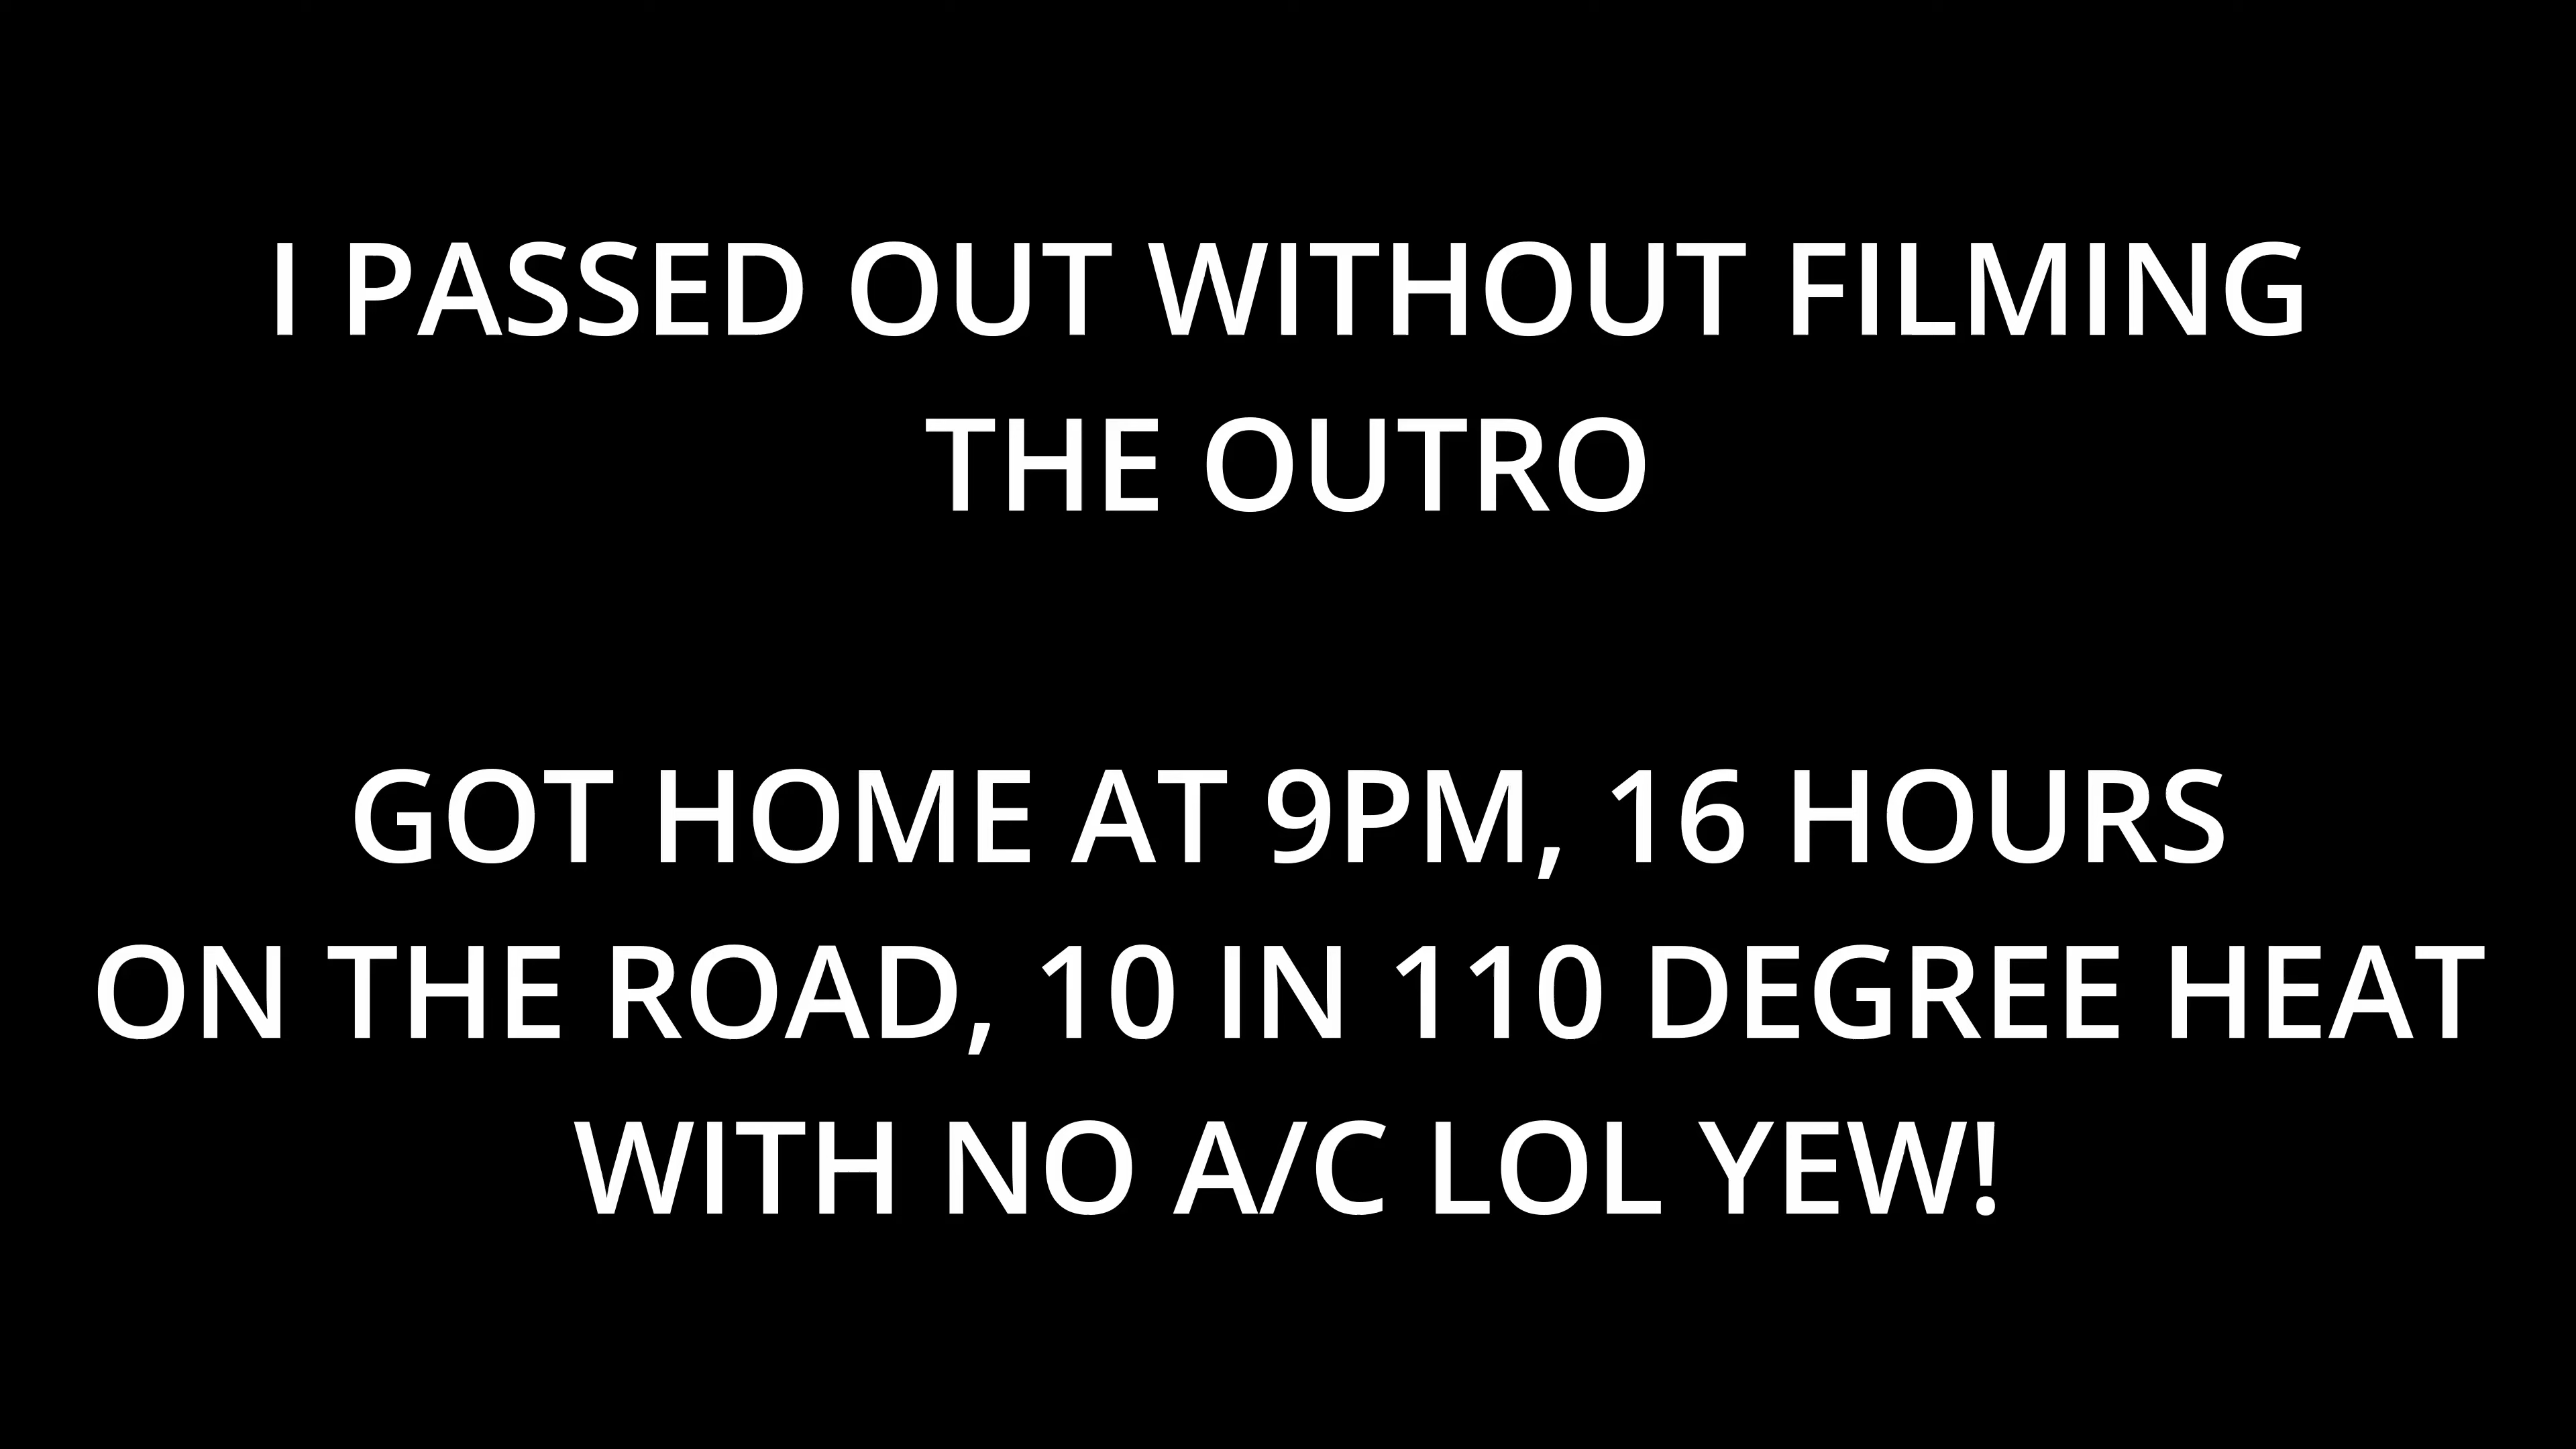 I PASSED OUT WITHOUT FILMING
THE OUTRO
GOT HOME AT 9PM, 16 HOURS
ON THE ROAD, 10 IN 110 DEGREE HEAT
WITH NO A/C LOL YEW!